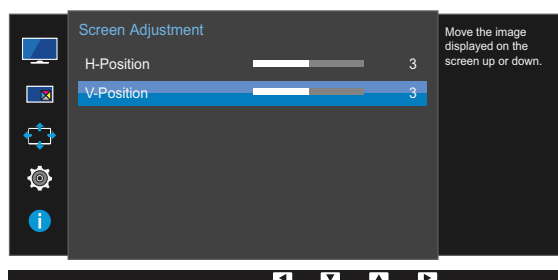 Screen Adjustment
H-Position 3
V-Position 3
Move the image
displayed on the
screen up or down.
i